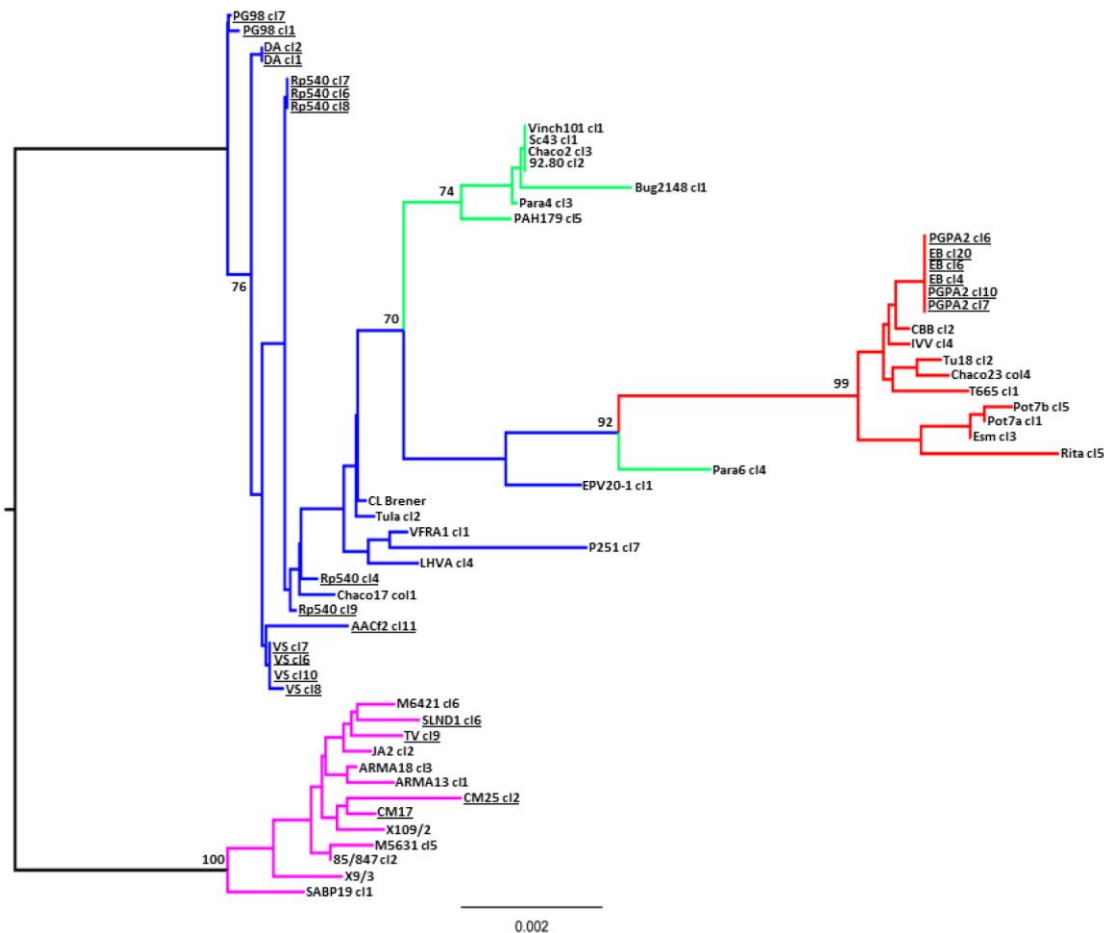 PG98 cl7
PG98 cl1
DA cl2
DA cl1
Rp540 cl7
Rp540 cl6
Rp540 cl8
Vinch101 cl1
Sc43 cl1
Chaco2 cl3
92.80 cl2
74
Bug2148 cl1
Para4 cl3
PAH179 cl5
PGPA2 cl6
EB cl20
EB cl6
EB cl4
PGPA2 cl10
PGPA2 cl7
76
70
CBB cl2
IVV cl4
Tu18 cl2
Chaco23 col4
99
T665 cl1
Pot7b cl5
Pot7a cl1
92
Esm cl3
Rita cl5
Para6 cl4
EPV20-1 cl1
CL Brener
Tula cl2
VFRA1 cl1
P251 cl7
LHVA cl4
Rp540 cl4
Chaco17 col1
Rp540 cl9
AACf2 cl11
VS cl7
VS cl6
VS cl10
VS cl8
M6421 cl6
SLND1 cl6
TV cl9
JA2 cl2
ARMA18 cl3
ARMA13 cl1
CM25 cl2
CM17
X109/2
M5631 cl5
100
85/847 cl2
X9/3
SABP19 cl1
0.002